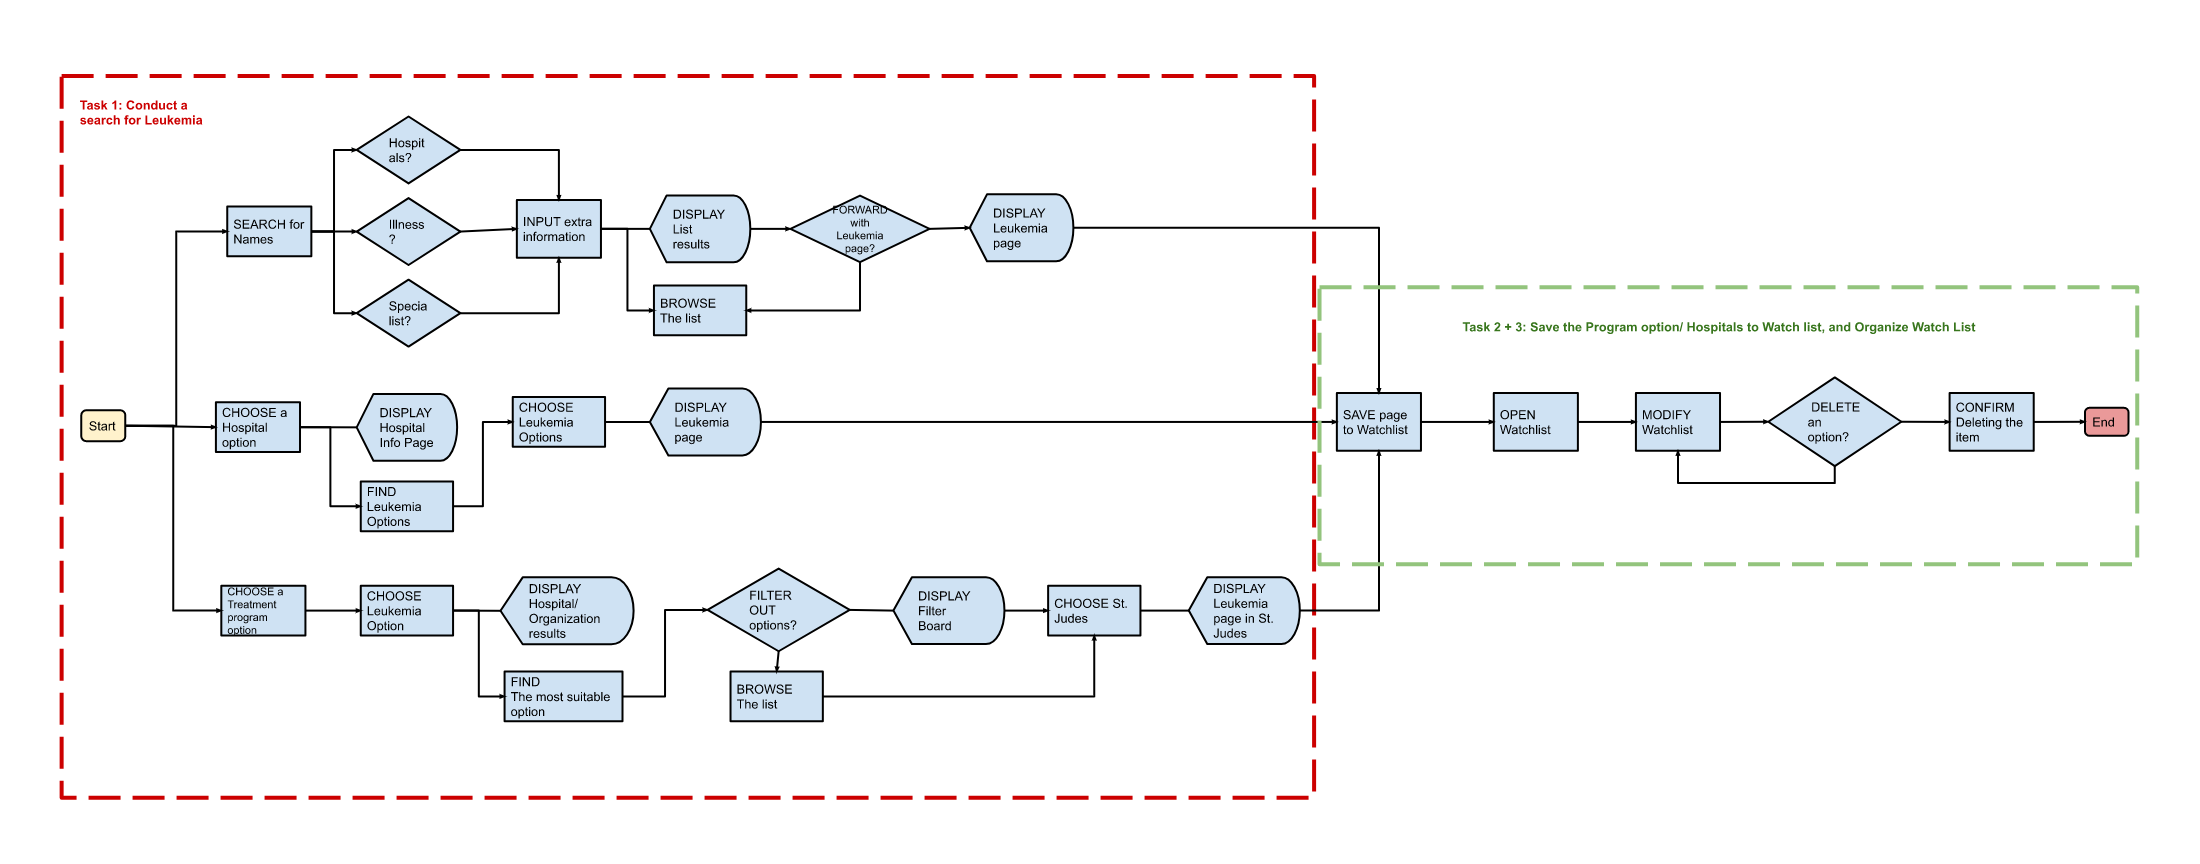 Task 1: Conduct a
search for Leukemia
Hospit
als?
SEARCH for
Names
Illness
?
INPUT extra
information
DISPLAY
List
results
FORWARD
with
Leukemia
page?
DISPLAY
Leukemia
page
Specia
list?
BROWSE
The list
Task 2 + 3: Save the Program option/ Hospitals to Watch list, and Organize Watch List
Start
CHOOSE a
Hospital
option
DISPLAY
Hospital
Info Page
CHOOSE
Leukemia
Options
DISPLAY
Leukemia
page
SAVE page
to Watchlist
OPEN
Watchlist
MODIFY
Watchlist
DELETE
an
option?
CONFIRM
Deleting the
item
End
FIND
Leukemia
Options
CHOOSE a
Treatment
program
option
CHOOSE
Leukemia
Option
DISPLAY
Hospital/
Organization
results
FILTER
OUT
options?
DISPLAY
Filter
Board
CHOOSE St.
Judes
DISPLAY
Leukemia
page in St.
Judes
FIND
The most suitable
option
BROWSE
The list